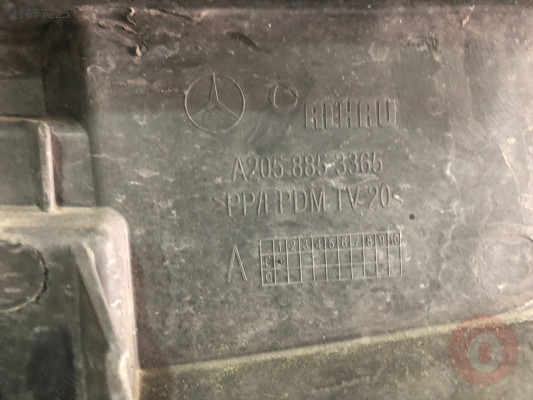 REHAU
A205 885 3365
>PP/EPDM TV 20<
A 1 2 3 4 5 6 7 8 9 10